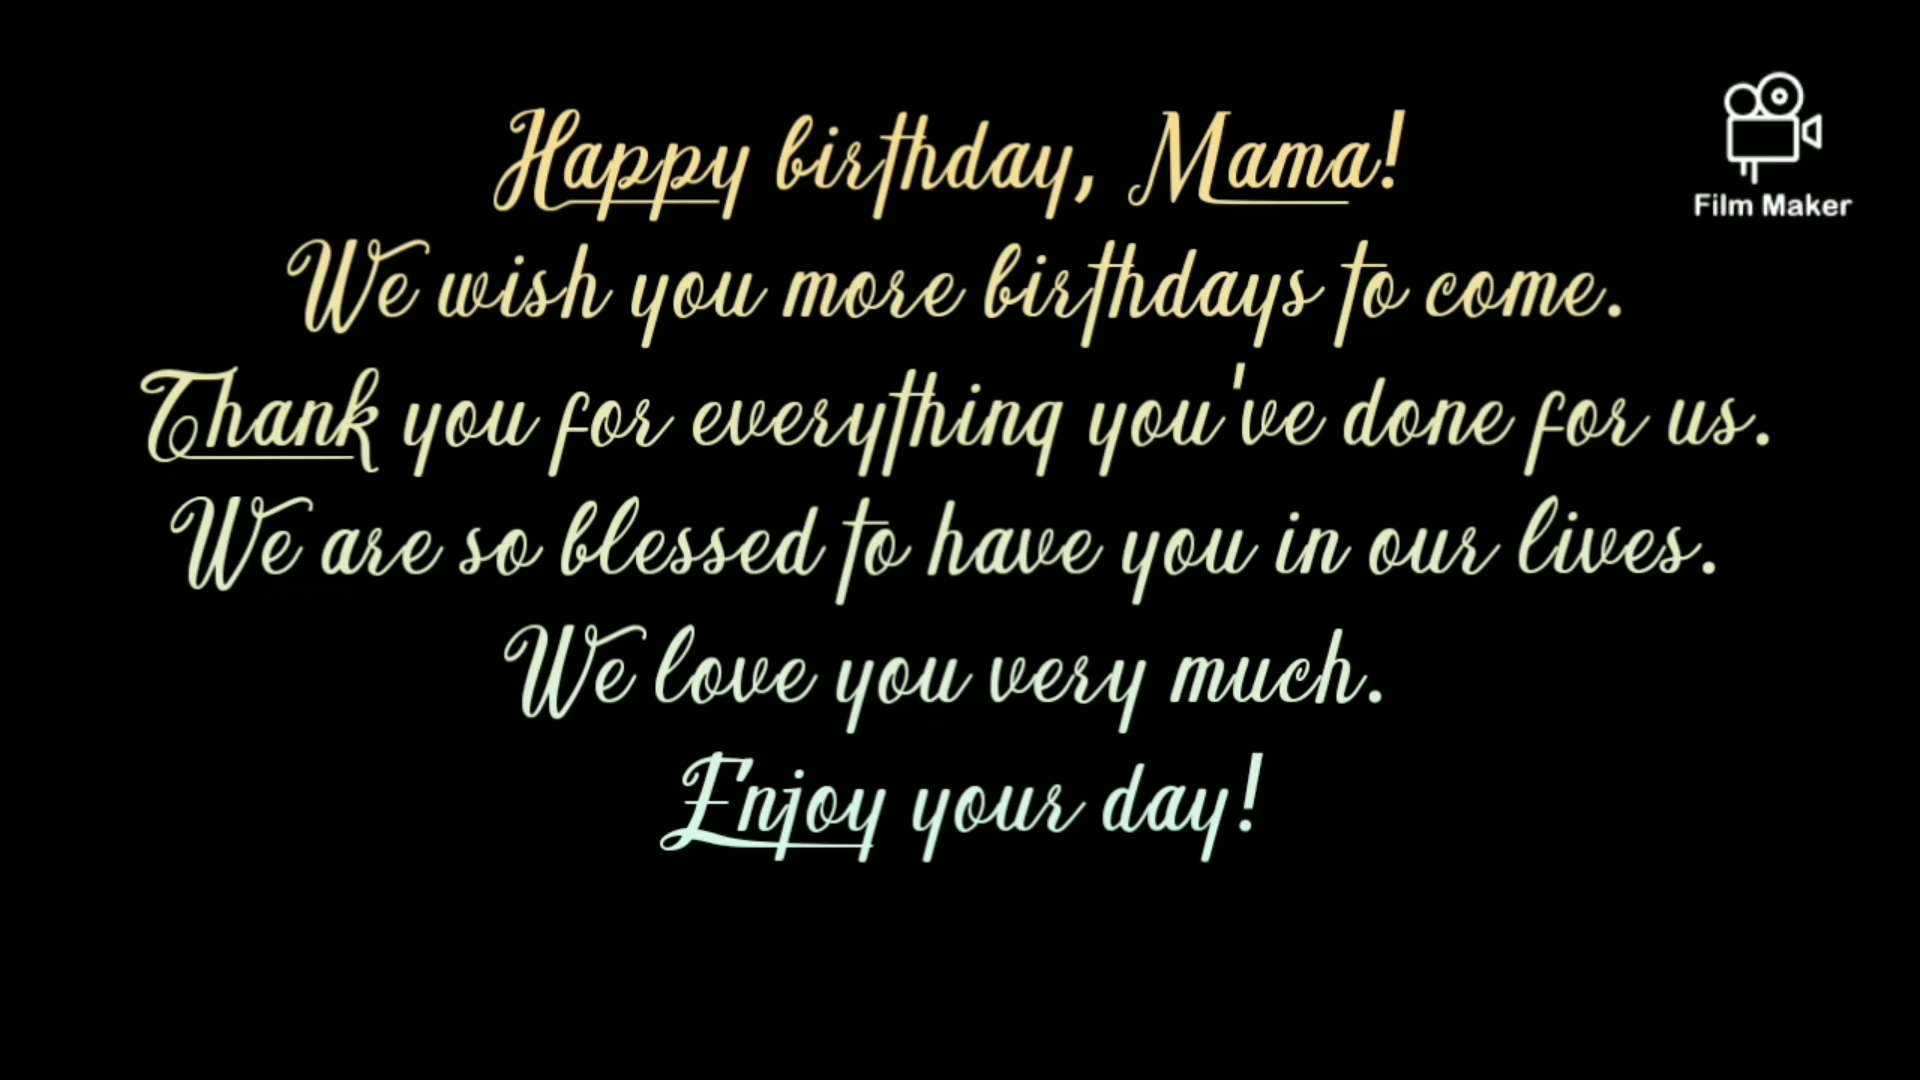 Happy birthday, Mama!
Film Maker
We wish you more birthdays to come.
Thank you for everything you've done for us.
We are so blessed to have you in our lives.
We love you very much.
Enjoy your day!